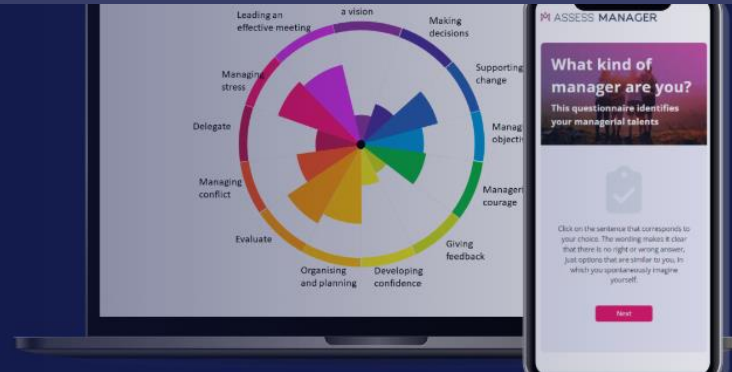 a vision
Leading an
effective meeting
Making
decisions
Supporting
change
Managing
stress
Delegate
Managing
conflict
Evaluate
Organising
and planning
Developing
confidence
Giving
feedback
courage
ASSESS MANAGER
What kind of
manager are you?
This questionnaire identifies
your managerial talents
Click on the sentence that corresponds to
your choice. The wording makes it clear
that there is no right or wrong answer,
just options that are similar to you, in
which you spontaneously imagine
yourself.
Next